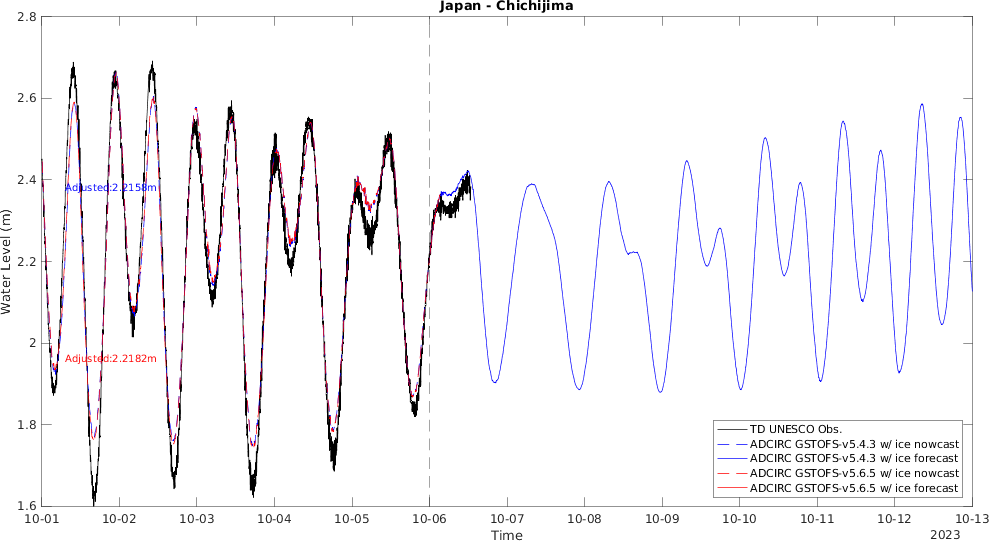 Japan - Chichijima
Water Level (m)
2.8
2.6
2.4
2.2
2
1.8
1.6
Adjusted:2.2158m
Adjusted:2.2182m
TD UNESCO Obs.
ADCIRC GSTOFS-v5.4.3 w/ ice nowcast
ADCIRC GSTOFS-v5.4.3 w/ ice forecast
ADCIRC GSTOFS-v5.6.5 w/ ice nowcast
ADCIRC GSTOFS-v5.6.5 w/ ice forecast
10-01 10-02 10-03 10-04 10-05 10-06 10-07 10-08 10-09 10-10 10-11 10-12 10-13
Time
2023